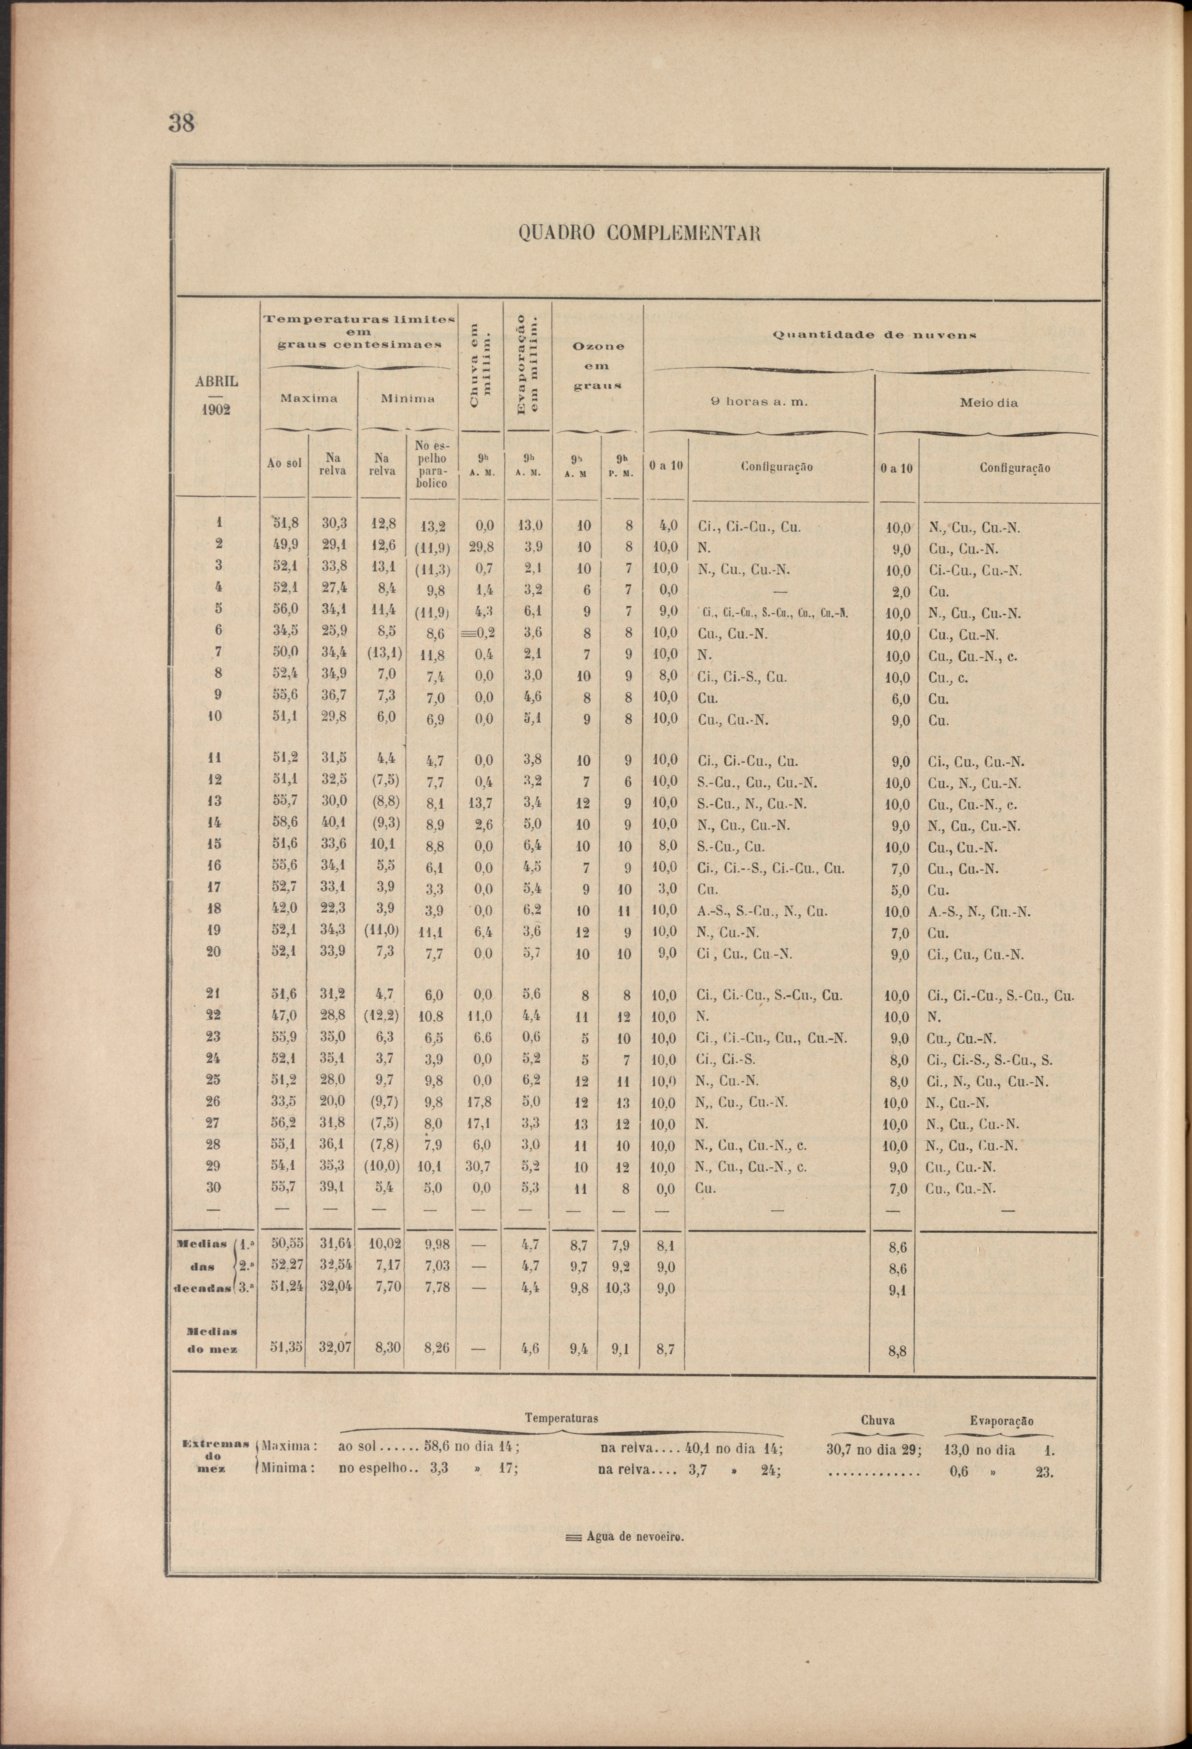 38
QUADRO COMPLEMENTAR
ABRIL
—
1902
Temperaturas limites
em
graus centesimaes
Chuva em
millim.
Evaporação
em millim.
Ozone
em
graus
Quantidade de nuvens
Maxima Minima 9 horas a. m. Meio dia
Ao sol Na relva Na relva No es-pelho para-bolico 9h A. M. 9h A. M. 9h A. M 9h P. M. 0 a 10 Configuração 0 a 10 Configuração
1 51,8 30,3 12,8 13,2 0,0 13,0 10 8 4,0 Ci., Ci.-Cu., Cu. 10,0 N., Cu., Cu.-N.
2 49,9 29,1 12,6 (11,9) 29,8 3,9 10 8 10,0 N. 9,0 Cu., Cu.-N.
3 52,1 33,8 13,1 (11,3) 0,7 2,1 10 7 10,0 N., Cu., Cu.-N. 10,0 Ci.-Cu., Cu.-N.
4 52,1 27,4 8,4 9,8 1,4 3,2 6 7 0,0 — 2,0 Cu.
5 56,0 34,1 11,4 (11,9) 4,3 6,1 9 7 9,0 Ci., Ci.-Cu., S.-Cu., Cu., Cu.-N. 10,0 N., Cu., Cu.-N.
6 34,5 25,9 8,5 8,6 ≡0,2 3,6 8 8 10,0 Cu., Cu.-N. 10,0 Cu., Cu.-N.
7 50,0 34,4 (13,1) 11,8 0,4 2,1 7 9 10,0 N. 10,0 Cu., Cu.-N., c.
8 52,4 34,9 7,0 7,4 0,0 3,0 10 9 8,0 Ci., Ci.-S., Cu. 10,0 Cu., c.
9 55,6 36,7 7,3 7,0 0,0 4,6 8 8 10,0 Cu. 6,0 Cu.
10 51,1 29,8 6,0 6,9 0,0 5,1 9 8 10,0 Cu., Cu.-N. 9,0 Cu.
11 51,2 31,5 4,4 4,7 0,0 3,8 10 9 10,0 Ci., Ci.-Cu., Cu. 9,0 Ci., Cu., Cu.-N.
12 51,1 32,5 (7,5) 7,7 0,4 3,2 7 6 10,0 S.-Cu., Cu., Cu.-N. 10,0 Cu., N., Cu.-N.
13 55,7 30,0 (8,8) 8,1 13,7 3,4 12 9 10,0 S.-Cu., N., Cu.-N. 10,0 Cu., Cu.-N., c.
14 58,6 40,1 (9,3) 8,9 2,6 5,0 10 9 10,0 N., Cu., Cu.-N. 9,0 N., Cu., Cu.-N.
15 51,6 33,6 10,1 8,8 0,0 6,4 10 10 8,0 S.-Cu., Cu. 10,0 Cu., Cu.-N.
16 55,6 34,1 5,5 6,1 0,0 4,5 7 9 10,0 Ci., Ci.--S., Ci.-Cu., Cu. 7,0 Cu., Cu.-N.
17 52,7 33,1 3,9 3,3 0,0 5,4 9 10 3,0 Cu. 5,0 Cu.
18 42,0 22,3 3,9 3,9 0,0 6,2 10 11 10,0 A.-S., S.-Cu., N., Cu. 10,0 A.-S., N., Cu.-N.
19 52,1 34,3 (11,0) 11,1 6,4 3,6 12 9 10,0 N., Cu.-N. 7,0 Cu.
20 52,1 33,9 7,3 7,7 0,0 5,7 10 10 9,0 Ci , Cu., Cu.-N. 9,0 Ci., Cu., Cu.-N.
21 51,6 31,2 4,7 6,0 0,0 5,6 8 8 10,0 Ci., Ci.-Cu., S.-Cu., Cu. 10,0 Ci., Ci.-Cu., S.-Cu., Cu.
22 47,0 28,8 (12,2) 10.8 11,0 4,4 11 12 10,0 N. 10,0 N.
23 55,9 35,0 6,3 6,5 6.6 0,6 5 10 10,0 Ci., Ci.-Cu., Cu., Cu.-N. 9,0 Cu., Cu.-N.
24 52,1 35,1 3,7 3,9 0,0 5,2 5 7 10,0 Ci., Ci.-S. 8,0 Ci., Ci.-S., S.-Cu., S.
25 51,2 28,0 9,7 9,8 0,0 6,2 12 11 10,0 N., Cu.-N. 8,0 Ci., N., Cu., Cu.-N.
26 33,5 20,0 (9,7) 9,8 17,8 5,0 12 13 10,0 N,, Cu., Cu.-N. 10,0 N., Cu.-N.
27 56,2 31,8 (7,5) 8,0 17,1 3,3 13 12 10,0 N. 10,0 N., Cu., Cu.-N.
28 55,1 36,1 (7,8) 7,9 6,0 3,0 11 10 10,0 N., Cu., Cu.-N., c. 10,0 N., Cu., Cu.-N.
29 54,1 35,3 (10,0) 10,1 30,7 5,2 10 12 10,0 N., Cu., Cu.-N., c. 9,0 Cu., Cu.-N.
30 55,7 39,1 5,4 5,0 0,0 5,3 11 8 0,0 Cu. 7,0 Cu., Cu.-N.
— — — — — — — — — — — — —
Medias 1.ª 50,55 31,64 10,02 9,98 — 4,7 8,7 7,9 8,1 8,6
das 2.ª 52,27 32,54 7,17 7,03 — 4,7 9,7 9,2 9,0 8,6
decadas 3.ª 51,24 32,04 7,70 7,78 — 4,4 9,8 10,3 9,0 9,1
Medias
do mez 51,35 32,07 8,30 8,26 — 4,6 9,4 9,1 8,7 8,8
Temperaturas Chuva Evaporação
Extremas
do
mez
Maxima: ao sol...... 58,6 no dia 14; na relva.... 40,1 no dia 14; 30,7 no dia 29; 13,0 no dia 1.
Minima: no espelho.. 3,3 » 17; na relva.... 3,7 » 24; ............. 0,6 » 23.
≡ Agua de nevoeiro.